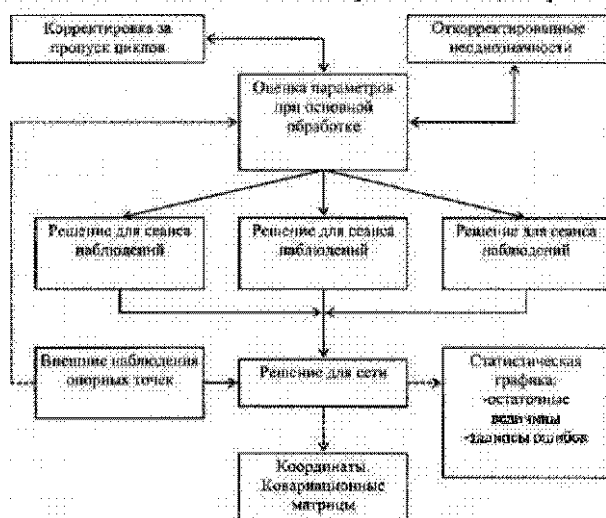 Корректировка за
пропуск циклов
Откорректированные
неоднозначности
Оценка параметров
при основной
обработке
Решение для сеанса
наблюдений
Решение для сеанса
наблюдений
Решение для сеанса
наблюдений
Внешние наблюдения
опорных точек
Решение для сети
Статистическая
графика:
-остаточные
величины
-эллипсы ошибок
Координаты
Ковариационные
матрицы